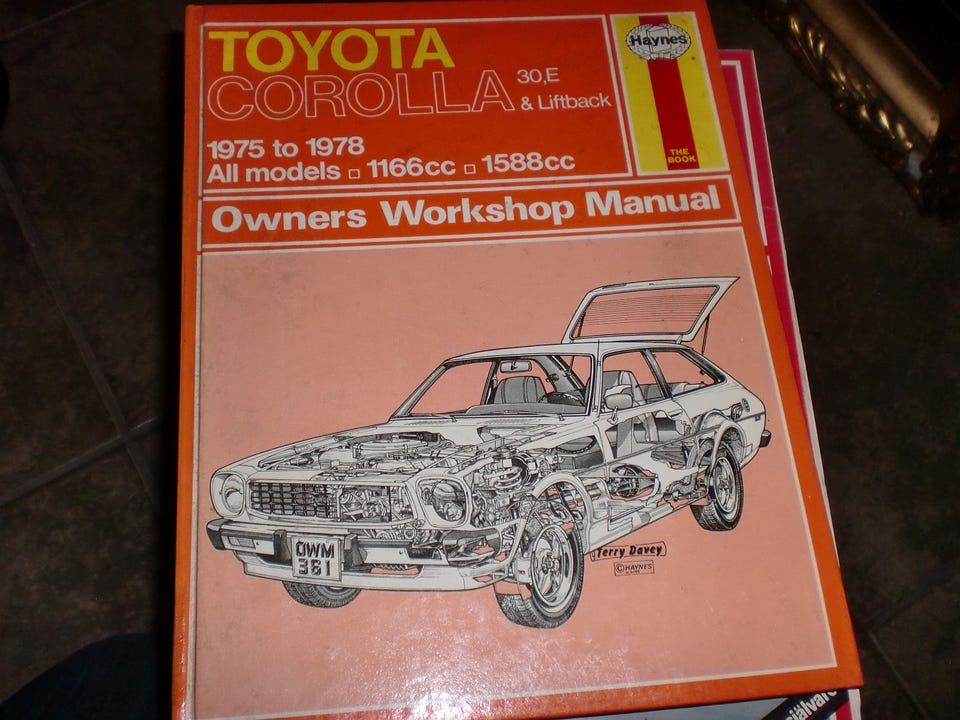 TOYOTA
COROLLA 30,E
& Liftback
Haynes
1975 to 1978
All models □ 1166cc □ 1588cc
THE
BOOK
Owners Workshop Manual
OWM
361
Terry Davey
© HAYNES